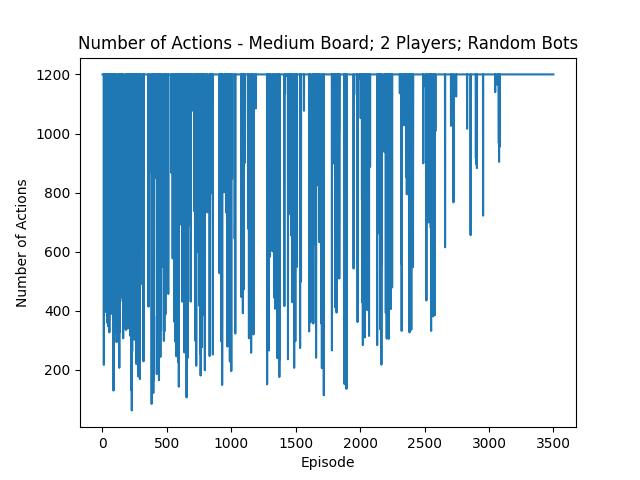 Number of Actions - Medium Board; 2 Players; Random Bots
1200
1000
800
600
400
200
Number of Actions
0 500 1000 1500 2000 2500 3000 3500
Episode